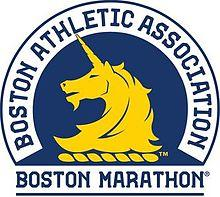 BOSTON ATHLETIC ASSOCIATION
TM
BOSTON MARATHON®